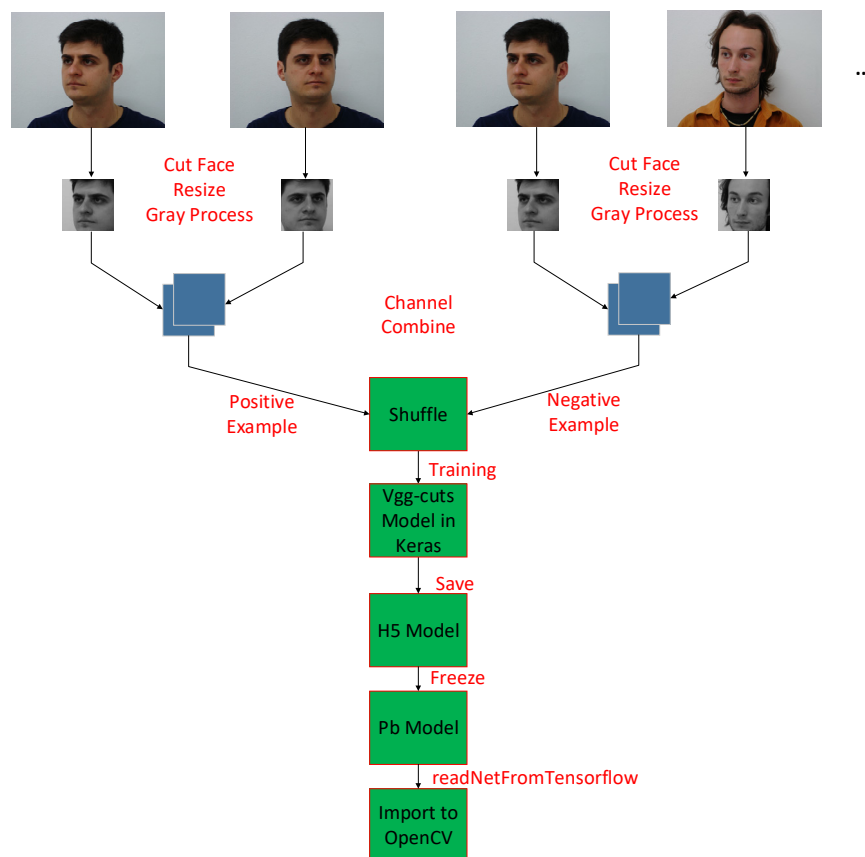 ..
Cut Face
Resize
Gray Process
Cut Face
Resize
Gray Process
Channel
Combine
Positive
Example
Negative
Example
Shuffle
Training
Vgg-cuts
Model in
Keras
Save
H5 Model
Freeze
Pb Model
readNetFromTensorflow
Import to
OpenCV